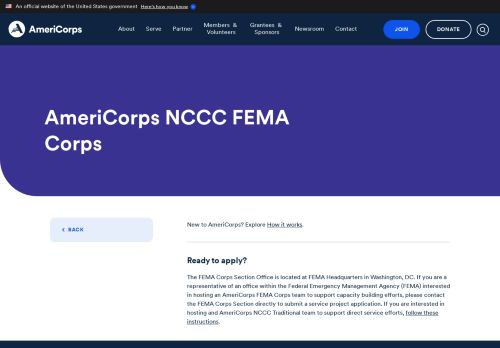 An official website of the United States government Here's how you know
AmeriCorps
About Serve Partner Members & Volunteers Grantees & Sponsors Newsroom Contact JOIN DONATE
AmeriCorps NCCC FEMA
Corps
BACK
New to AmeriCorps? Explore How it works.
Ready to apply?
The FEMA Corps Section Office is located at FEMA Headquarters in Washington, DC. If you are a
representative of an office within the Federal Emergency Management Agency (FEMA) interested
in hosting an AmeriCorps FEMA Corps team to support capacity building efforts, please contact
the FEMA Corps Section directly to submit a service project application. If you are interested in
hosting and AmeriCorps NCCC Traditional team to support direct service efforts, follow these
instructions.